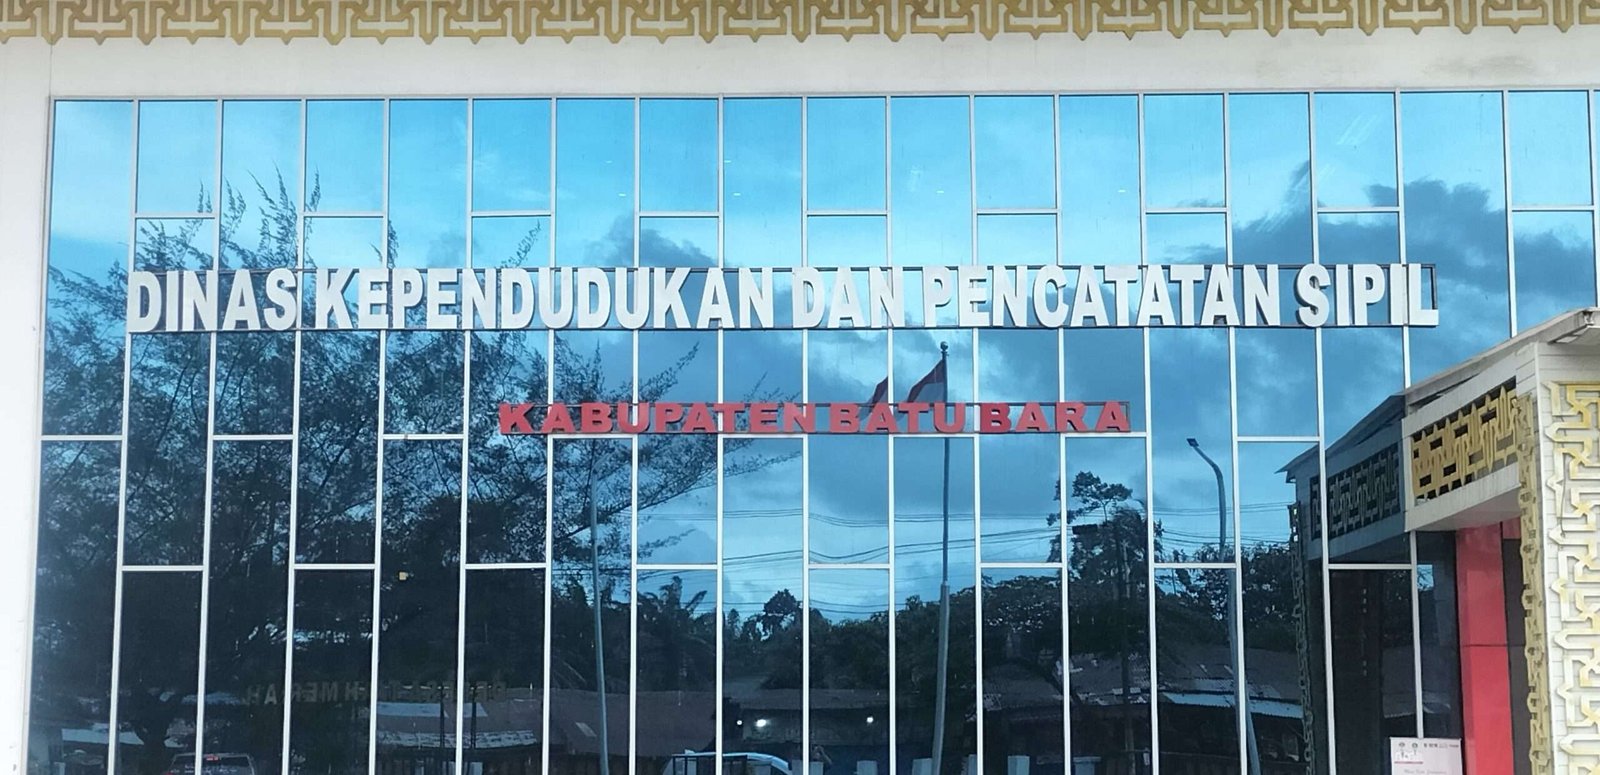 DINAS KEPENDUDUKAN DAN PENCATATAN SIPIL
KABUPATEN BATU BARA